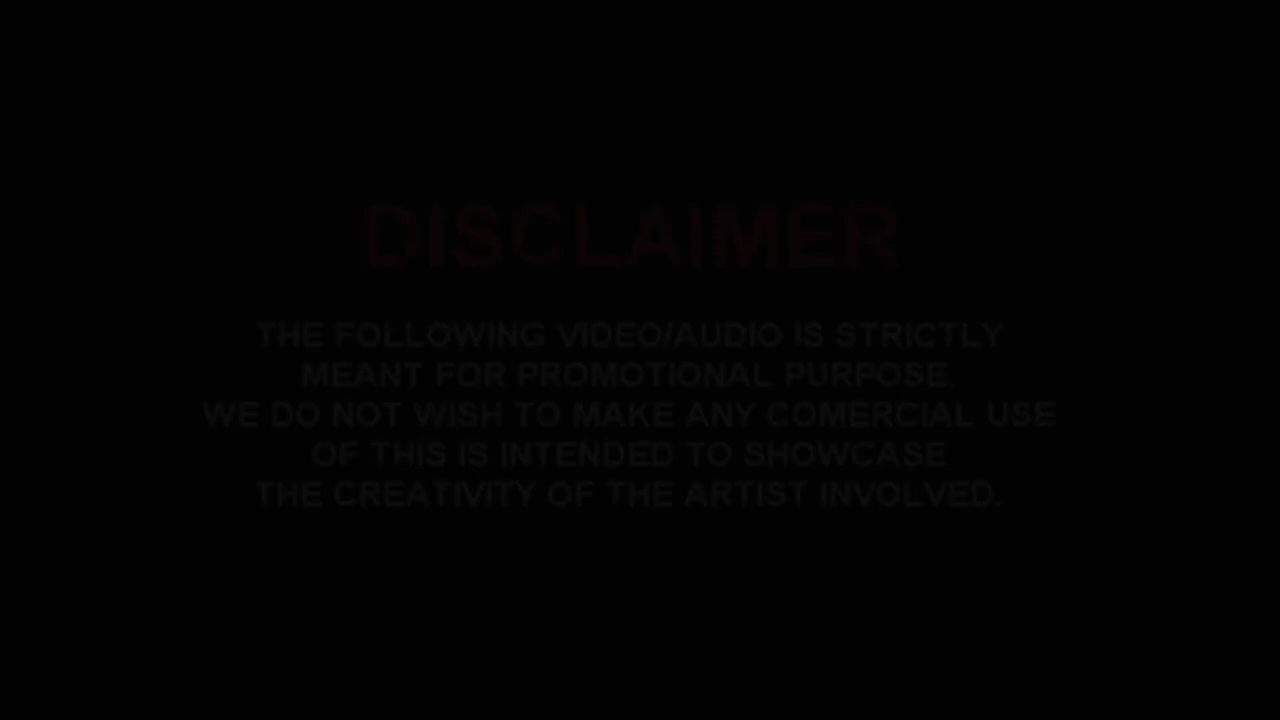 DISCLAIMER
THE FOLLOWING VIDEO/AUDIO IS STRICTLY
MEANT FOR PROMOTIONAL PURPOSE.
WE DO NOT WISH TO MAKE ANY COMERCIAL USE
OF THIS IS INTENDED TO SHOWCASE
THE CREATIVITY OF THE ARTIST INVOLVED.